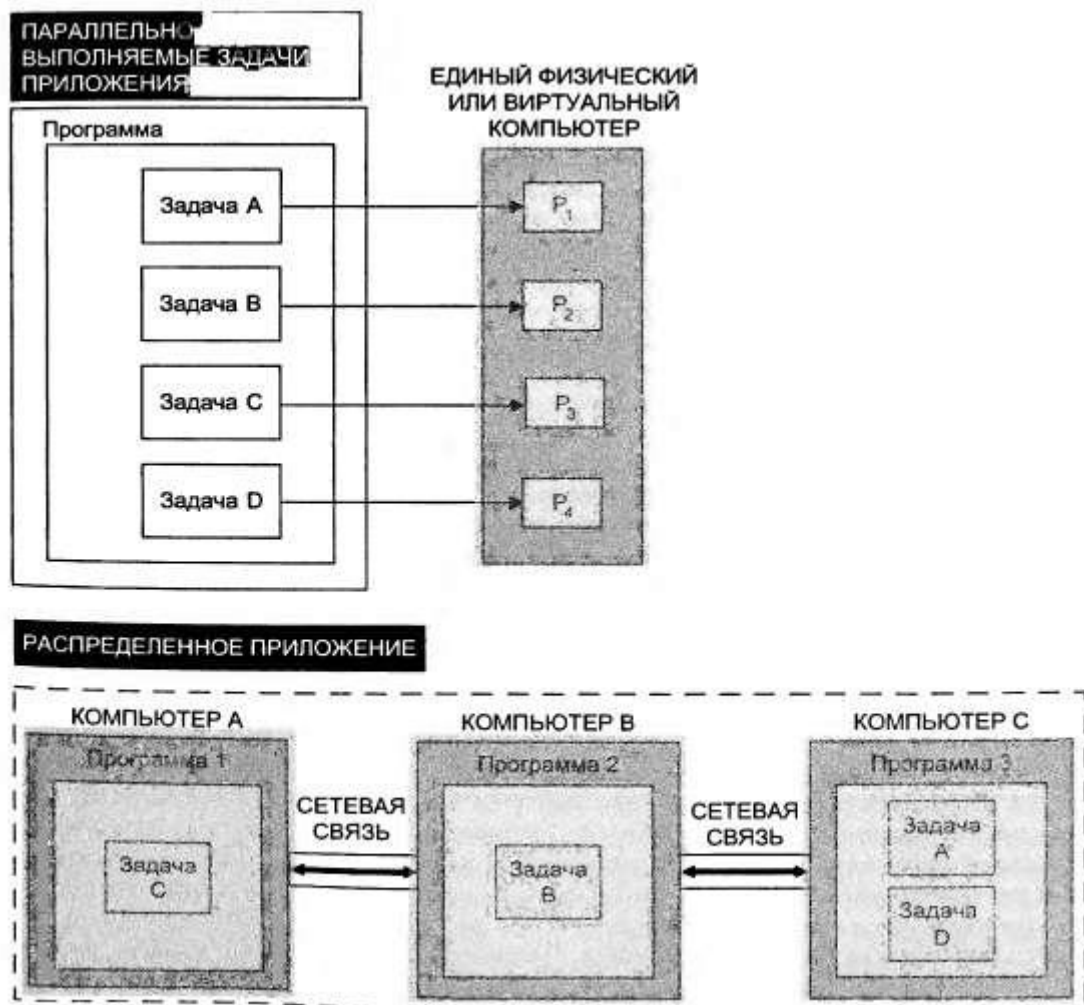 ПАРАЛЛЕЛЬНО
ВЫПОЛНЯЕМЫЕ ЗАДАЧИ
ПРИЛОЖЕНИЯ
ЕДИНЫЙ ФИЗИЧЕСКИЙ
ИЛИ ВИРТУАЛЬНЫЙ
КОМПЬЮТЕР
Программа
Задача A
P1
Задача B
P2
Задача C
P3
Задача D
P4
РАСПРЕДЕЛЕННОЕ ПРИЛОЖЕНИЕ
КОМПЬЮТЕР A
КОМПЬЮТЕР B
КОМПЬЮТЕР C
Программа 1
Программа 2
Программа 3
СЕТЕВАЯ
СВЯЗЬ
СЕТЕВАЯ
СВЯЗЬ
Задача
C
Задача
B
Задача
A
Задача
D